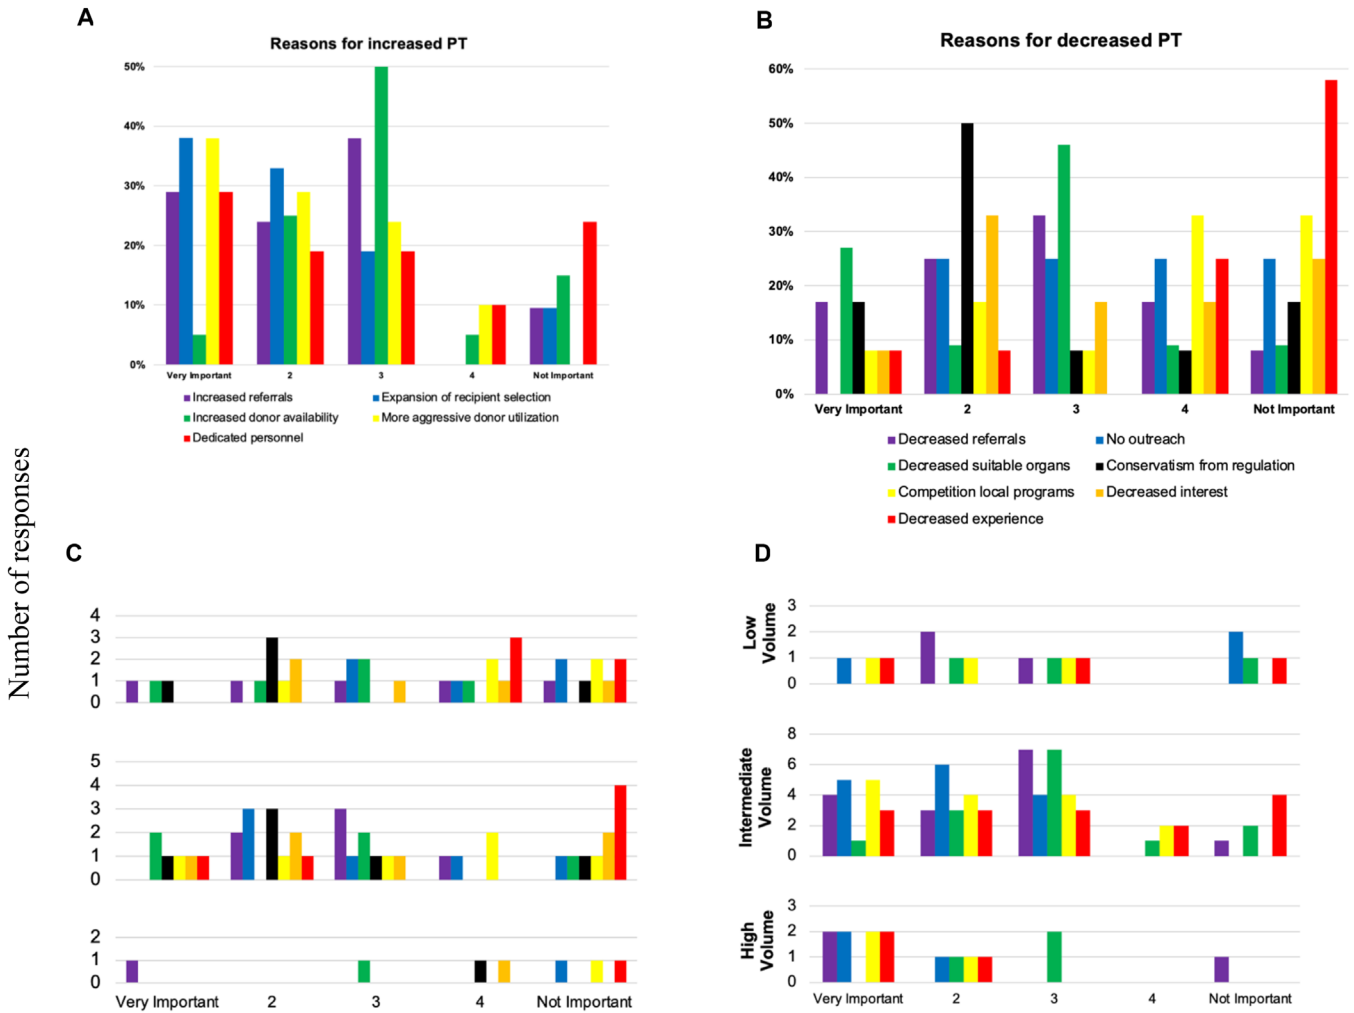 A
Reasons for increased PT
50%
40%
30%
20%
10%
0%
Very Important 2 3 4 Not Important
Increased referrals Expansion of recipient selection
Increased donor availability More aggressive donor utilization
Dedicated personnel
B
Reasons for decreased PT
60%
50%
40%
30%
20%
10%
0%
Very Important 2 3 4 Not Important
Decreased referrals No outreach
Decreased suitable organs Conservatism from regulation
Competition local programs Decreased interest
Decreased experience
Number of responses
C
4
3
2
1
0
5
4
3
2
1
0
2
1
0
Very Important 2 3 4 Not Important
D
Low
Volume
3
2
1
0
Intermediate
Volume
8
6
4
2
0
High
Volume
3
2
1
0
Very Important 2 3 4 Not Important